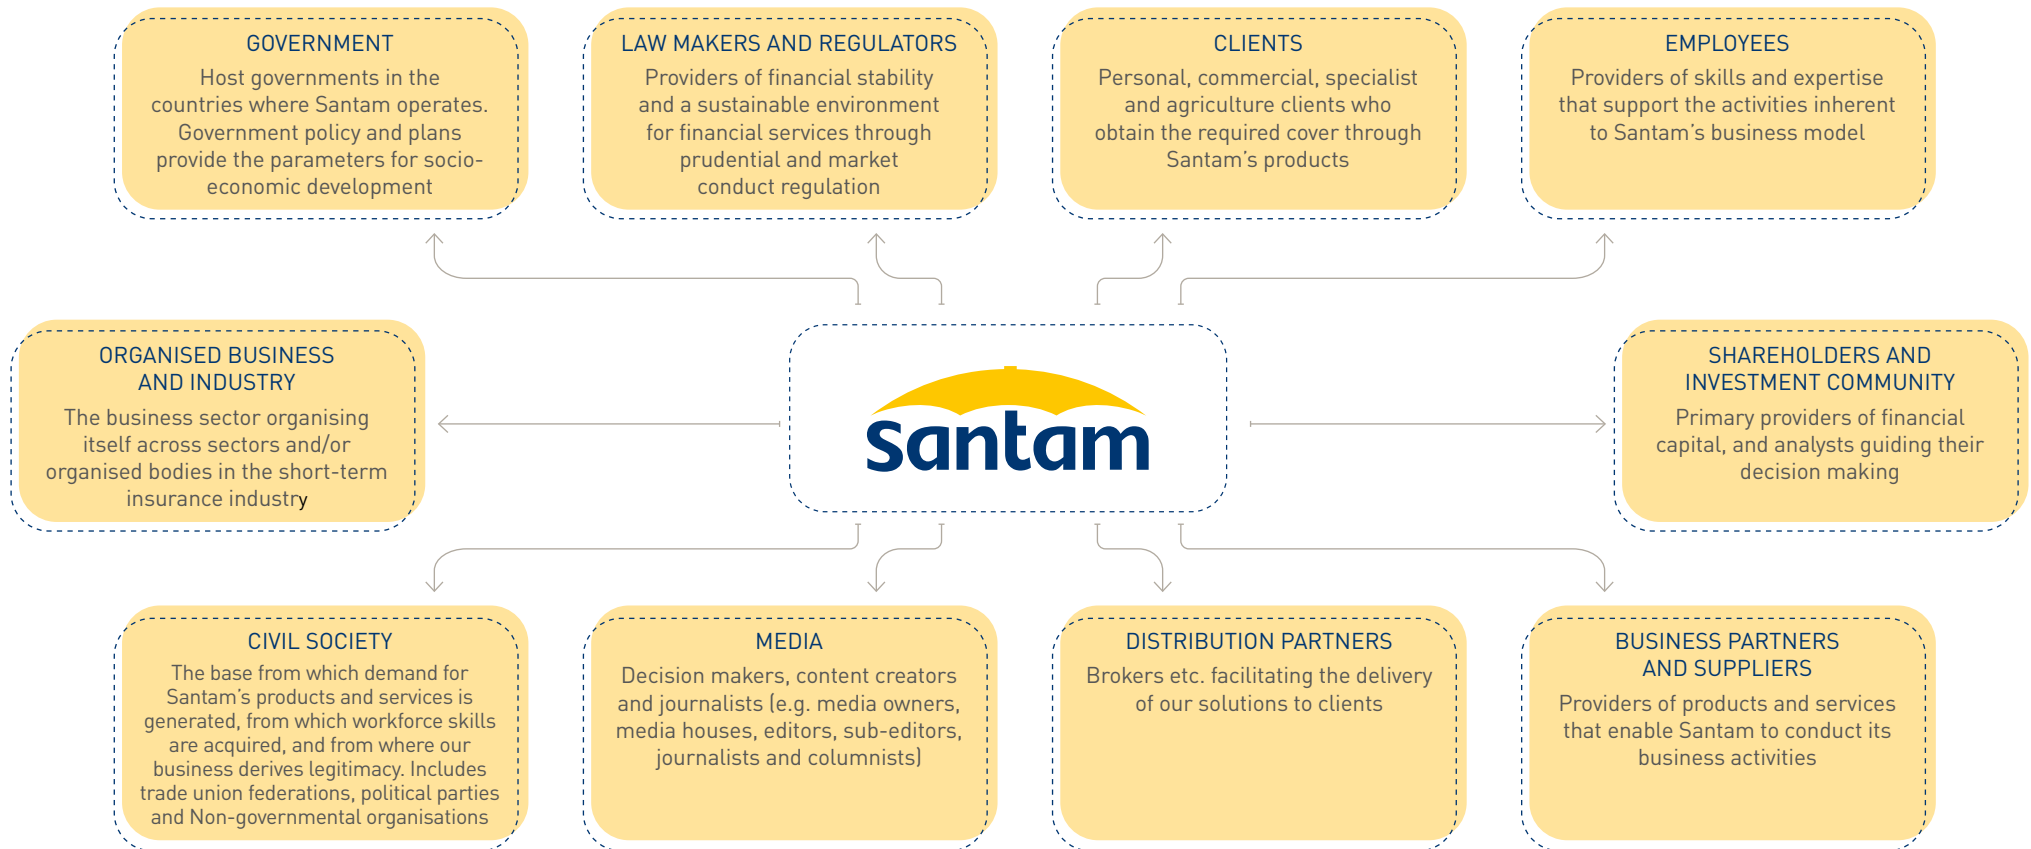 GOVERNMENT
Host governments in the
countries where Santam operates.
Government policy and plans
provide the parameters for socio-
economic development
LAW MAKERS AND REGULATORS
Providers of financial stability
and a sustainable environment
for financial services through
prudential and market
conduct regulation
CLIENTS
Personal, commercial, specialist
and agriculture clients who
obtain the required cover through
Santam's products
EMPLOYEES
Providers of skills and expertise
that support the activities inherent
to Santam's business model
ORGANISED BUSINESS
AND INDUSTRY
The business sector organising
itself across sectors and/or
organised bodies in the short-term
insurance industry
santam
SHAREHOLDERS AND
INVESTMENT COMMUNITY
Primary providers of financial
capital, and analysts guiding their
decision making
CIVIL SOCIETY
The base from which demand for
Santam's products and services is
generated, from which workforce skills
are acquired, and from where our
business derives legitimacy. Includes
trade union federations, political parties
and Non-governmental organisations
MEDIA
Decision makers, content creators
and journalists (e.g. media owners,
media houses, editors, sub-editors,
journalists and columnists)
DISTRIBUTION PARTNERS
Brokers etc. facilitating the delivery
of our solutions to clients
BUSINESS PARTNERS
AND SUPPLIERS
Providers of products and services
that enable Santam to conduct its
business activities